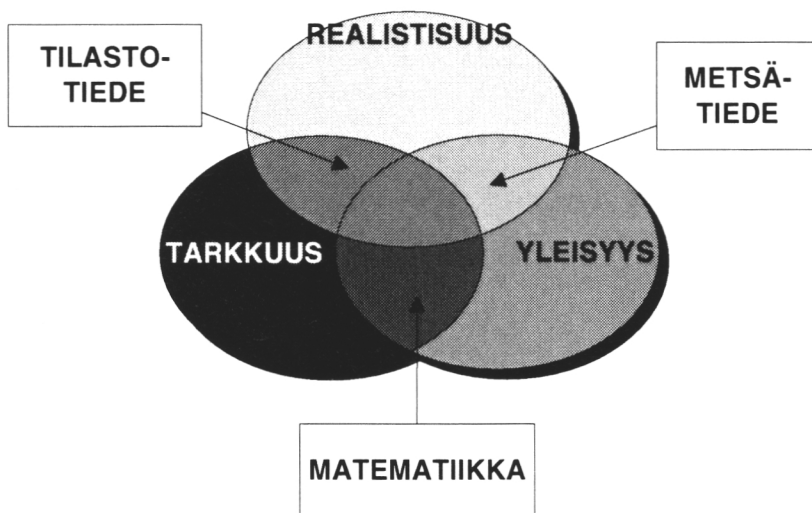 REALISTISUUS
TILASTO-
TIEDE
METSÄ-
TIEDE
TARKKUUS
YLEISYYS
MATEMATIIKKA